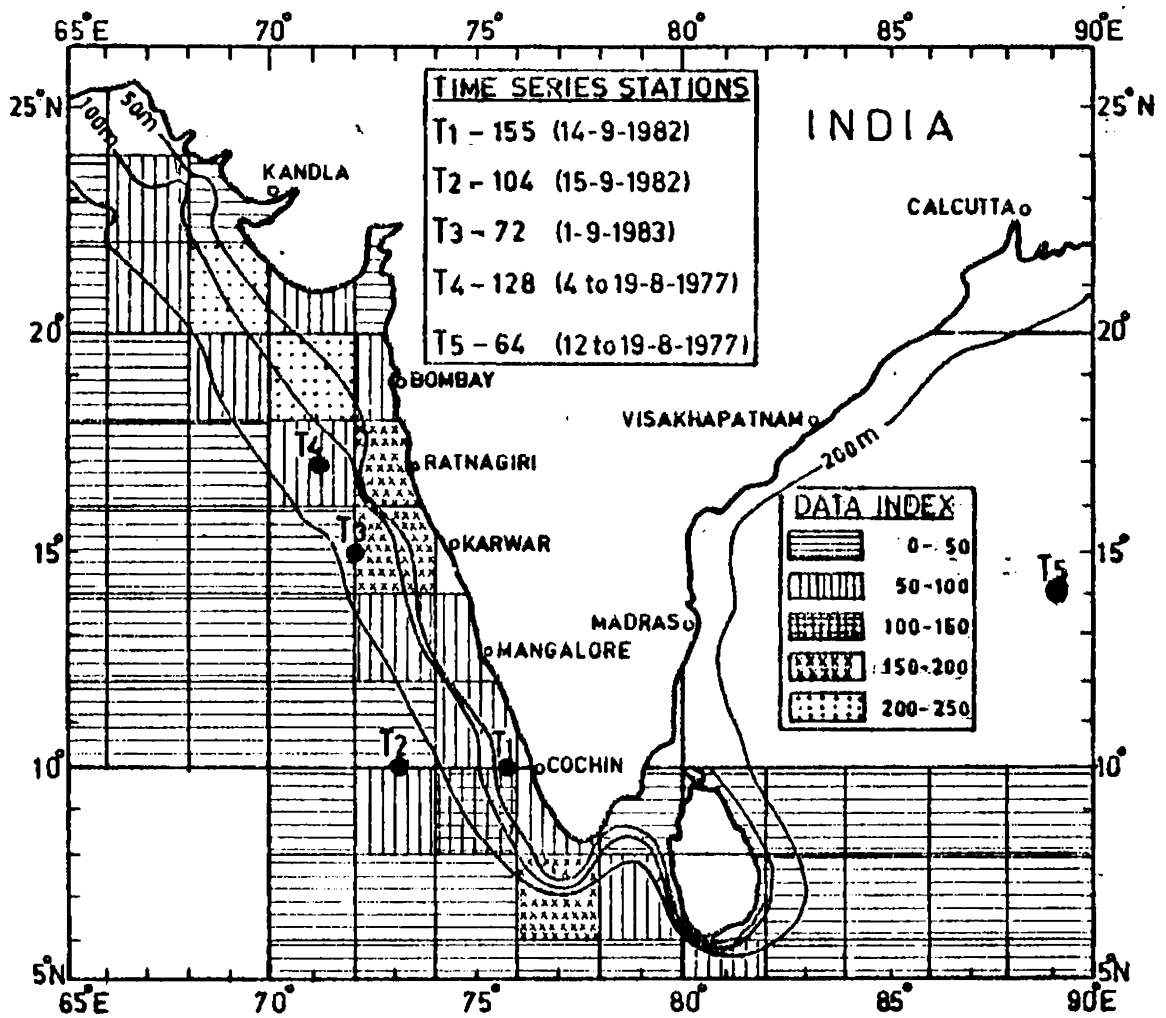 65°E 70° 75° 80° 85° 90°E
25°N 25°N
100m 50m
TIME SERIES STATIONS
T1 - 155 (14-9-1982)
T2 - 104 (15-9-1982)
T3 - 72 (1-9-1983)
T4 - 128 (4 to 19-8-1977)
T5 - 64 (12 to 19-8-1977)
INDIA
KANDLA
CALCUTTA
20° 20°
BOMBAY
VISAKHAPATNAM
200m
T4
RATNAGIRI
DATA INDEX
0-50
50-100
100-150
150-200
200-250
T3
KARWAR
15° 15°
T5
MADRAS
MANGALORE
T2 T1
10° COCHIN 10°
5°N 5°N
65°E 70° 75° 80° 85° 90°E